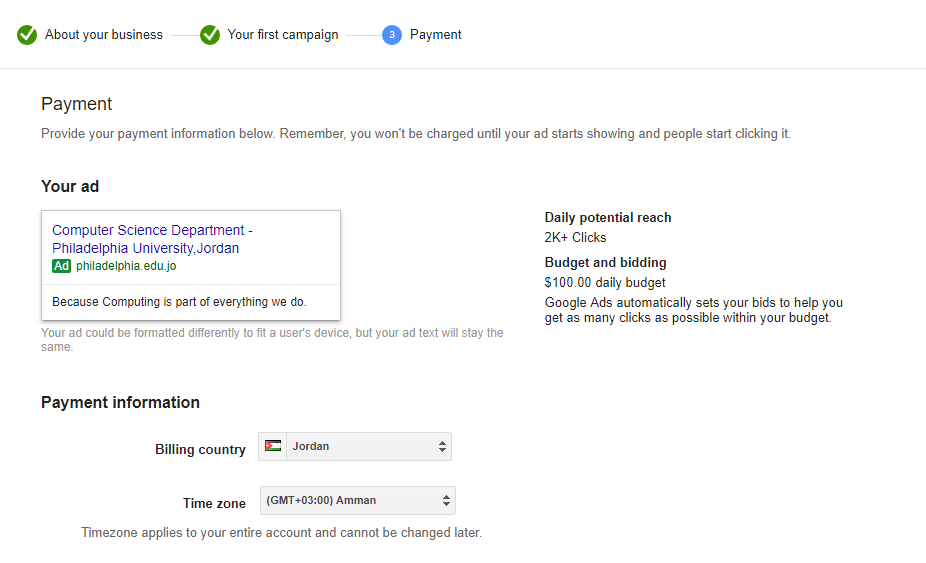 About your business
Your first campaign
3
Payment
Payment
Provide your payment information below. Remember, you won't be charged until your ad starts showing and people start clicking it.
Your ad
Computer Science Department -
Philadelphia University,Jordan
Ad philadelphia.edu.jo
Because Computing is part of everything we do.
Your ad could be formatted differently to fit a user's device, but your ad text will stay the
same.
Daily potential reach
2K+ Clicks
Budget and bidding
$100.00 daily budget
Google Ads automatically sets your bids to help you
get as many clicks as possible within your budget.
Payment information
Billing country
Jordan
Time zone
(GMT+03:00) Amman
Timezone applies to your entire account and cannot be changed later.